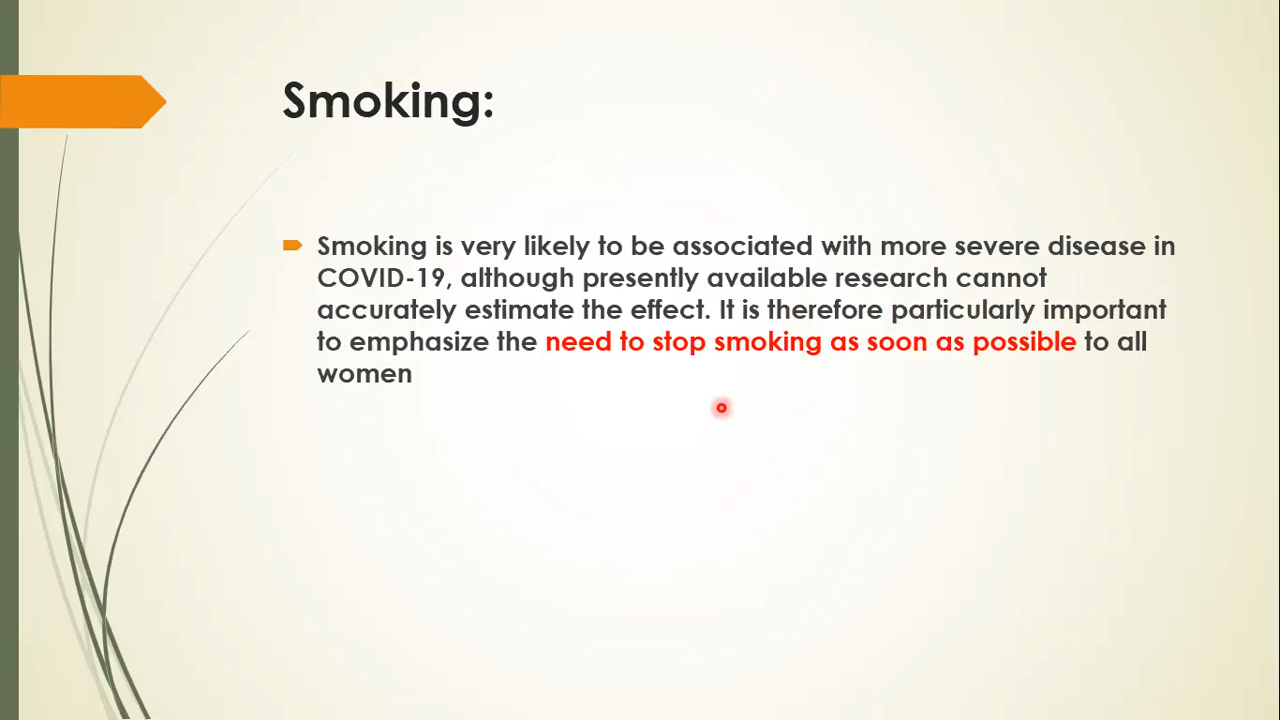 Smoking:
Smoking is very likely to be associated with more severe disease in
COVID-19, although presently available research cannot
accurately estimate the effect. It is therefore particularly important
to emphasize the need to stop smoking as soon as possible to all
women